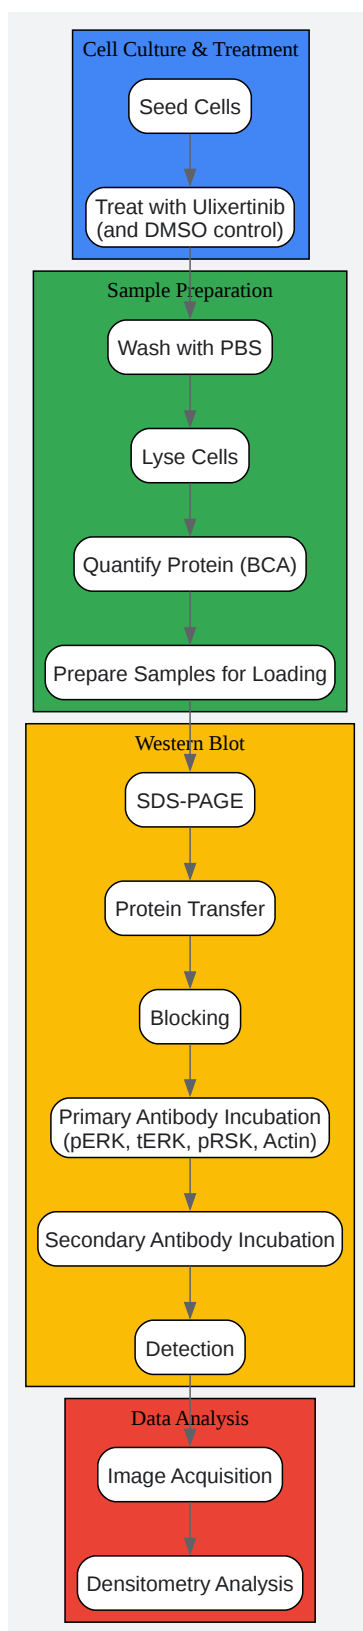 Cell Culture & Treatment
Seed Cells
Treat with Ulixertinib
(and DMSO control)
Sample Preparation
Wash with PBS
Lyse Cells
Quantify Protein (BCA)
Prepare Samples for Loading
Western Blot
SDS-PAGE
Protein Transfer
Blocking
Primary Antibody Incubation
(pERK, tERK, pRSK, Actin)
Secondary Antibody Incubation
Detection
Data Analysis
Image Acquisition
Densitometry Analysis